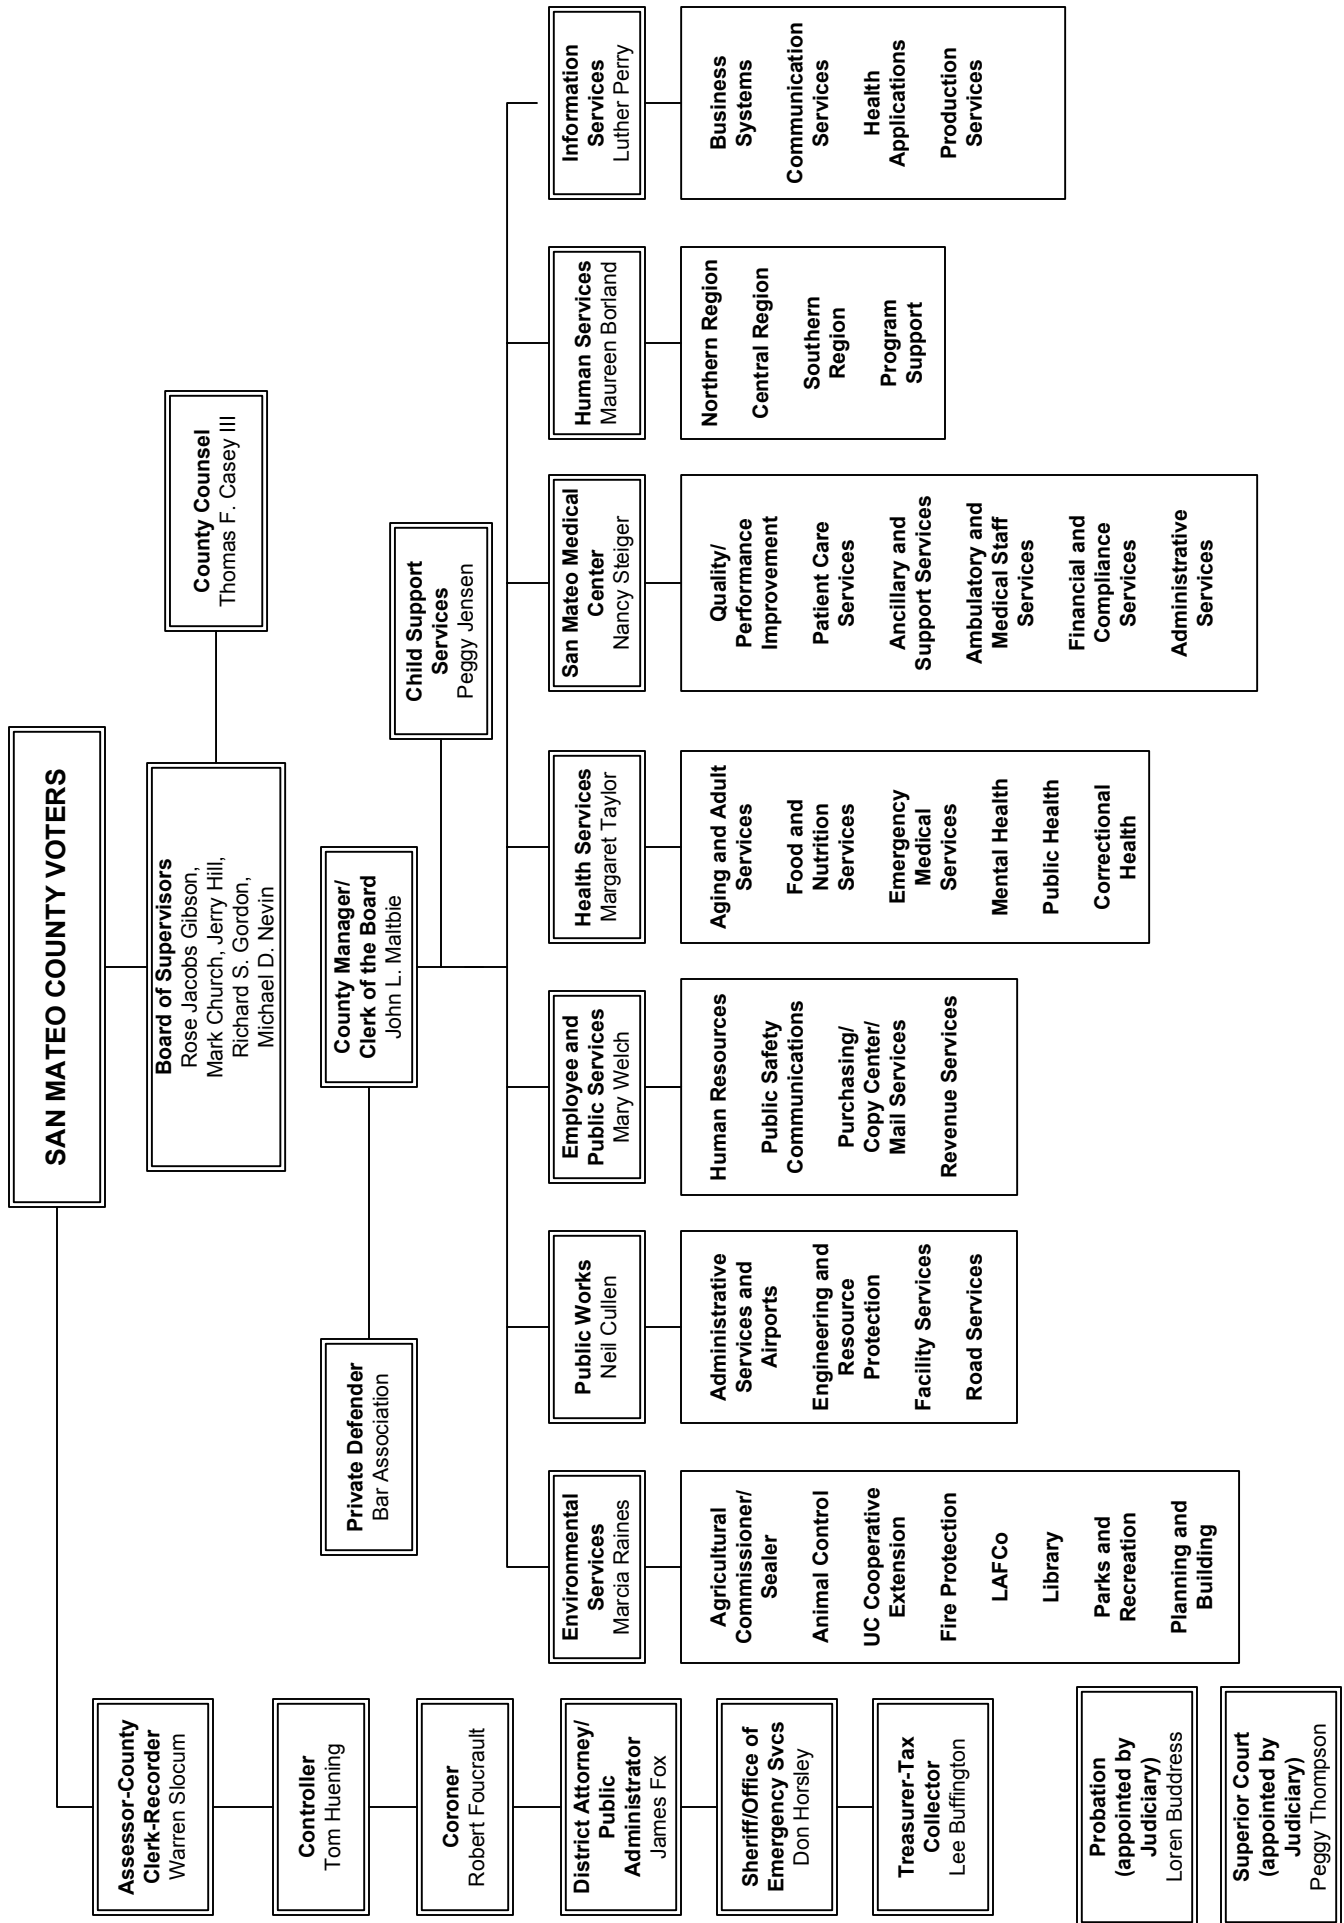 SAN MATEO COUNTY VOTERS
Board of Supervisors
Rose Jacobs Gibson,
Mark Church, Jerry Hill,
Richard S. Gordon,
Michael D. Nevin
County Counsel
Thomas F. Casey III
County Manager/
Clerk of the Board
John L. Maltbie
Private Defender
Bar Association
Child Support
Services
Peggy Jensen
Assessor-County
Clerk-Recorder
Warren Slocum
Controller
Tom Huening
Coroner
Robert Foucrault
District Attorney/
Public
Administrator
James Fox
Sheriff/Office of
Emergency Svcs
Don Horsley
Treasurer-Tax
Collector
Lee Buffington
Probation
(appointed by
Judiciary)
Loren Buddress
Superior Court
(appointed by
Judiciary)
Peggy Thompson
Environmental
Services
Marcia Raines
Agricultural
Commissioner/
Sealer
Animal Control
UC Cooperative
Extension
Fire Protection
LAFCo
Library
Parks and
Recreation
Planning and
Building
Public Works
Neil Cullen
Administrative
Services and
Airports
Engineering and
Resource
Protection
Facility Services
Road Services
Employee and
Public Services
Mary Welch
Human Resources
Public Safety
Communications
Purchasing/
Copy Center/
Mail Services
Revenue Services
Health Services
Margaret Taylor
Aging and Adult
Services
Food and
Nutrition
Services
Emergency
Medical
Services
Mental Health
Public Health
Correctional
Health
San Mateo Medical
Center
Nancy Steiger
Quality/
Performance
Improvement
Patient Care
Services
Ancillary and
Support Services
Ambulatory and
Medical Staff
Services
Financial and
Compliance
Services
Administrative
Services
Human Services
Maureen Borland
Northern Region
Central Region
Southern
Region
Program
Support
Information
Services
Luther Perry
Business
Systems
Communication
Services
Health
Applications
Production
Services